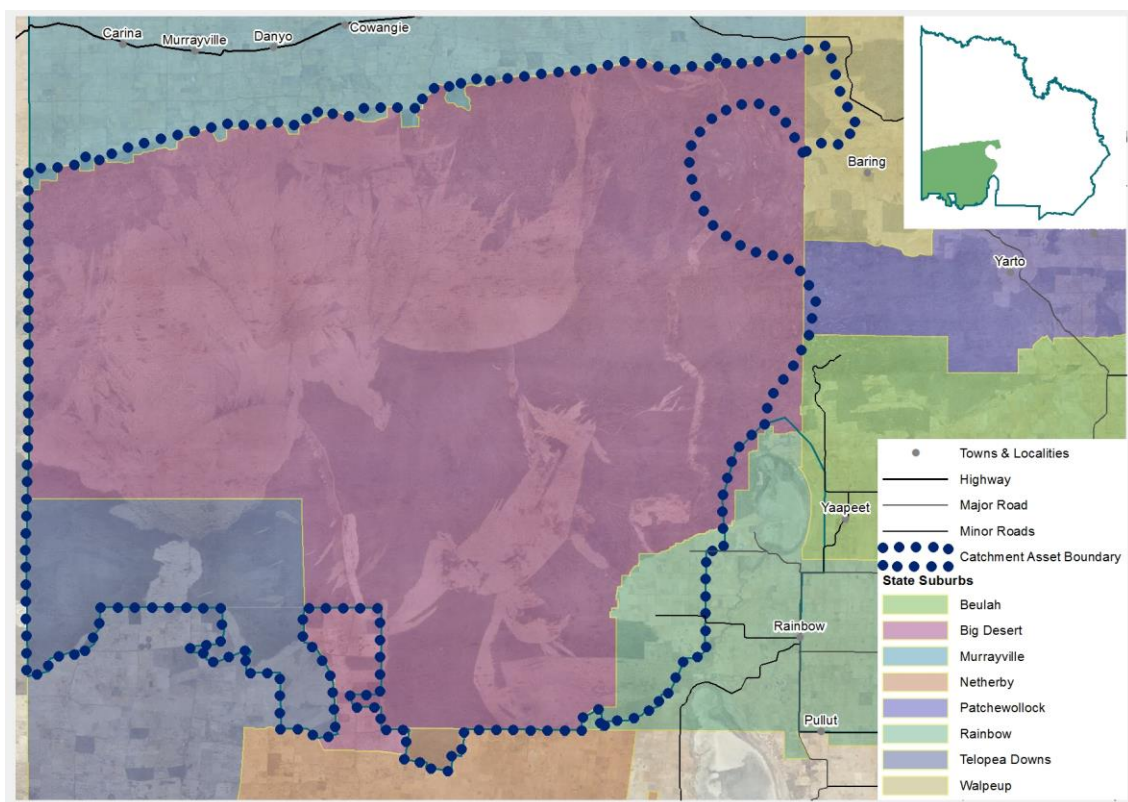 Carina
Murrayville
Danyo
Cowangie
Baring
Yarto
Yaapeet
Rainbow
Pullut
Towns & Localities
Highway
Major Road
Minor Roads
Catchment Asset Boundary
State Suburbs
Beulah
Big Desert
Murrayville
Netherby
Patchewollock
Rainbow
Telopea Downs
Walpeup